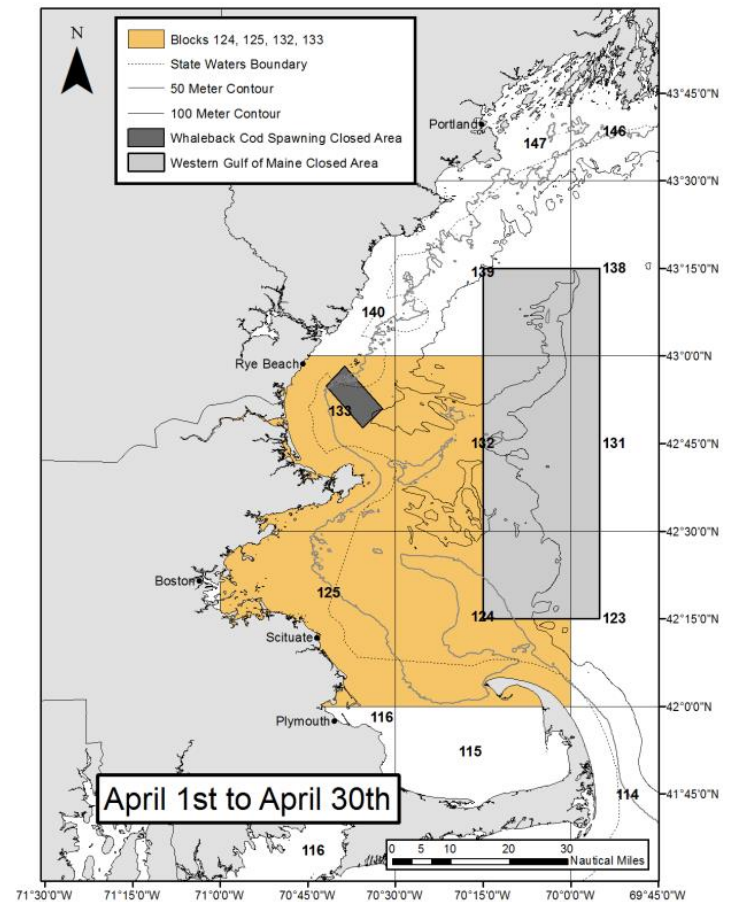 N
Blocks 124, 125, 132, 133
State Waters Boundary
50 Meter Contour
100 Meter Contour
Whaleback Cod Spawning Closed Area
Western Gulf of Maine Closed Area
43°45'0"N
Portland
146
147
43°30'0"N
139
138
43°15'0"N
140
Rye Beach
43°0'0"N
133
132
131
42°45'0"N
42°30'0"N
Boston
125
124
123
42°15'0"N
Scituate
42°0'0"N
Plymouth
116
115
April 1st to April 30th
114
41°45'0"N
116
0 5 10 20 30
Nautical Miles
71°30'0"W 71°15'0"W 71°0'0"W 70°45'0"W 70°30'0"W 70°15'0"W 70°0'0"W 69°45'0"W